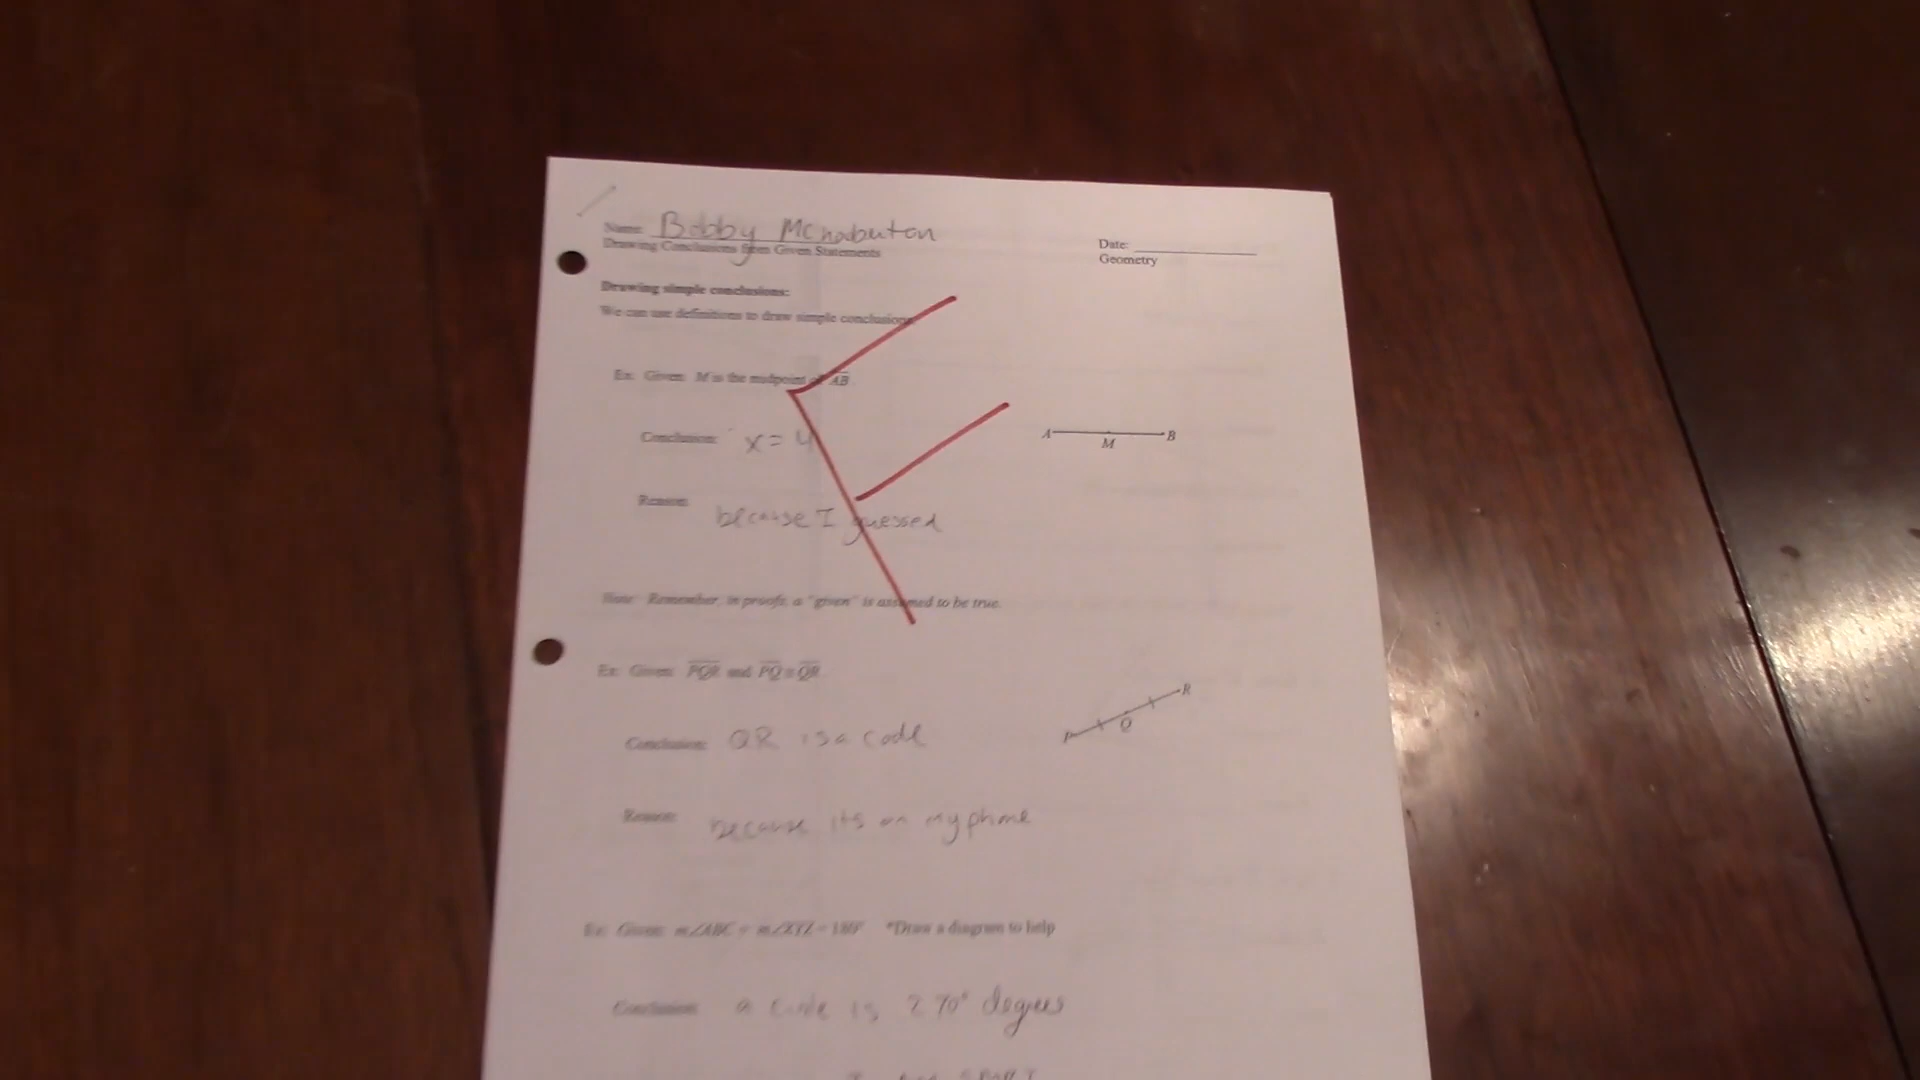 Name: Bobby McNabuton
Drawing Conclusions from Given Statements
Date:
Geometry
Drawing simple conclusions:
We can use definitions to draw simple conclusions.
F
Ex: Given: M is the midpoint of AB.
Conclusion: x = 4
A M B
Reason: because I guessed
Note: Remember, in proofs, a "given" is assumed to be true.
Ex: Given: PQR and PQ ≅ QR
P Q R
Conclusion: QR is a code
Reason: because its on my phone
Ex: Given: m∠ABC + m∠XYZ = 180° *Draw a diagram to help
Conclusion: a circle is 270° degrees